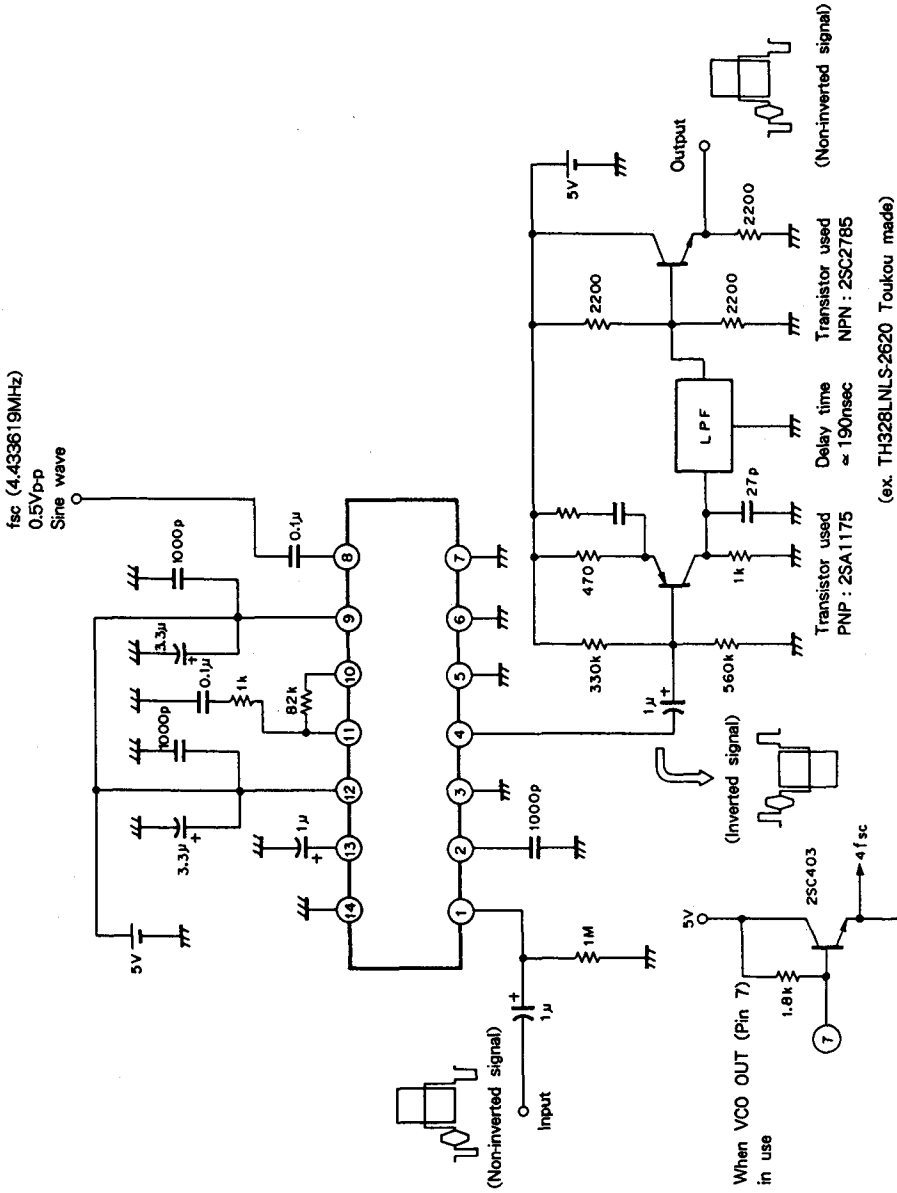 fsc (4.433619MHz)
0.5Vp-p
Sine wave
5V
3.3μ
+
1000p
0.1μ
1k
3.3μ
+
1000p
0.1μ
1μ
+
82k
14
13
12
11
10
9
8
1
2
3
4
5
6
7
(Non-inverted signal)
Input
1μ
+
1M
1000p
1μ
+
(Inverted signal)
330k
560k
470
1k
27p
LPF
2200
2200
2200
5V
Output
(Non-inverted signal)
Transistor used
PNP : 2SA1175
Delay time
≃ 190nsec
Transistor used
NPN : 2SC2785
(ex. TH328LNLS-2620 Toukou made)
When VCO OUT (Pin 7)
in use
5V
1.8k
7
2SC403
4fsc